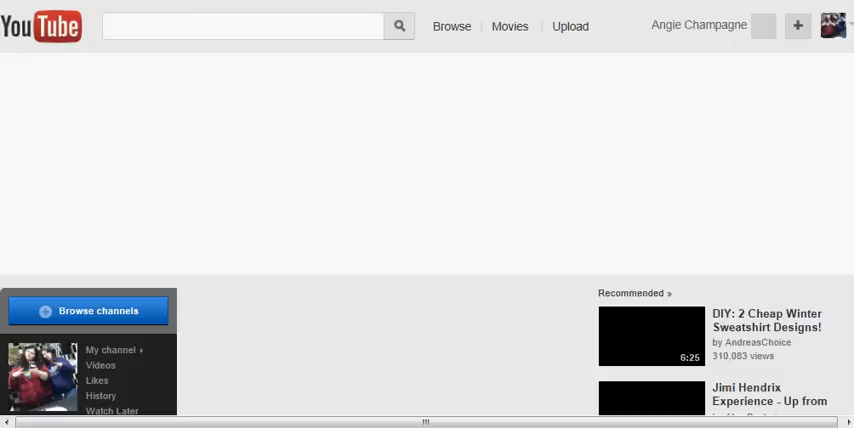 YouTube
Browse | Movies | Upload
Angie Champagne
Browse channels
My channel
Videos
Likes
History
Watch Later
Recommended »
6:25
DIY: 2 Cheap Winter
Sweatshirt Designs!
by AndreasChoice
310,083 views
Jimi Hendrix
Experience - Up from